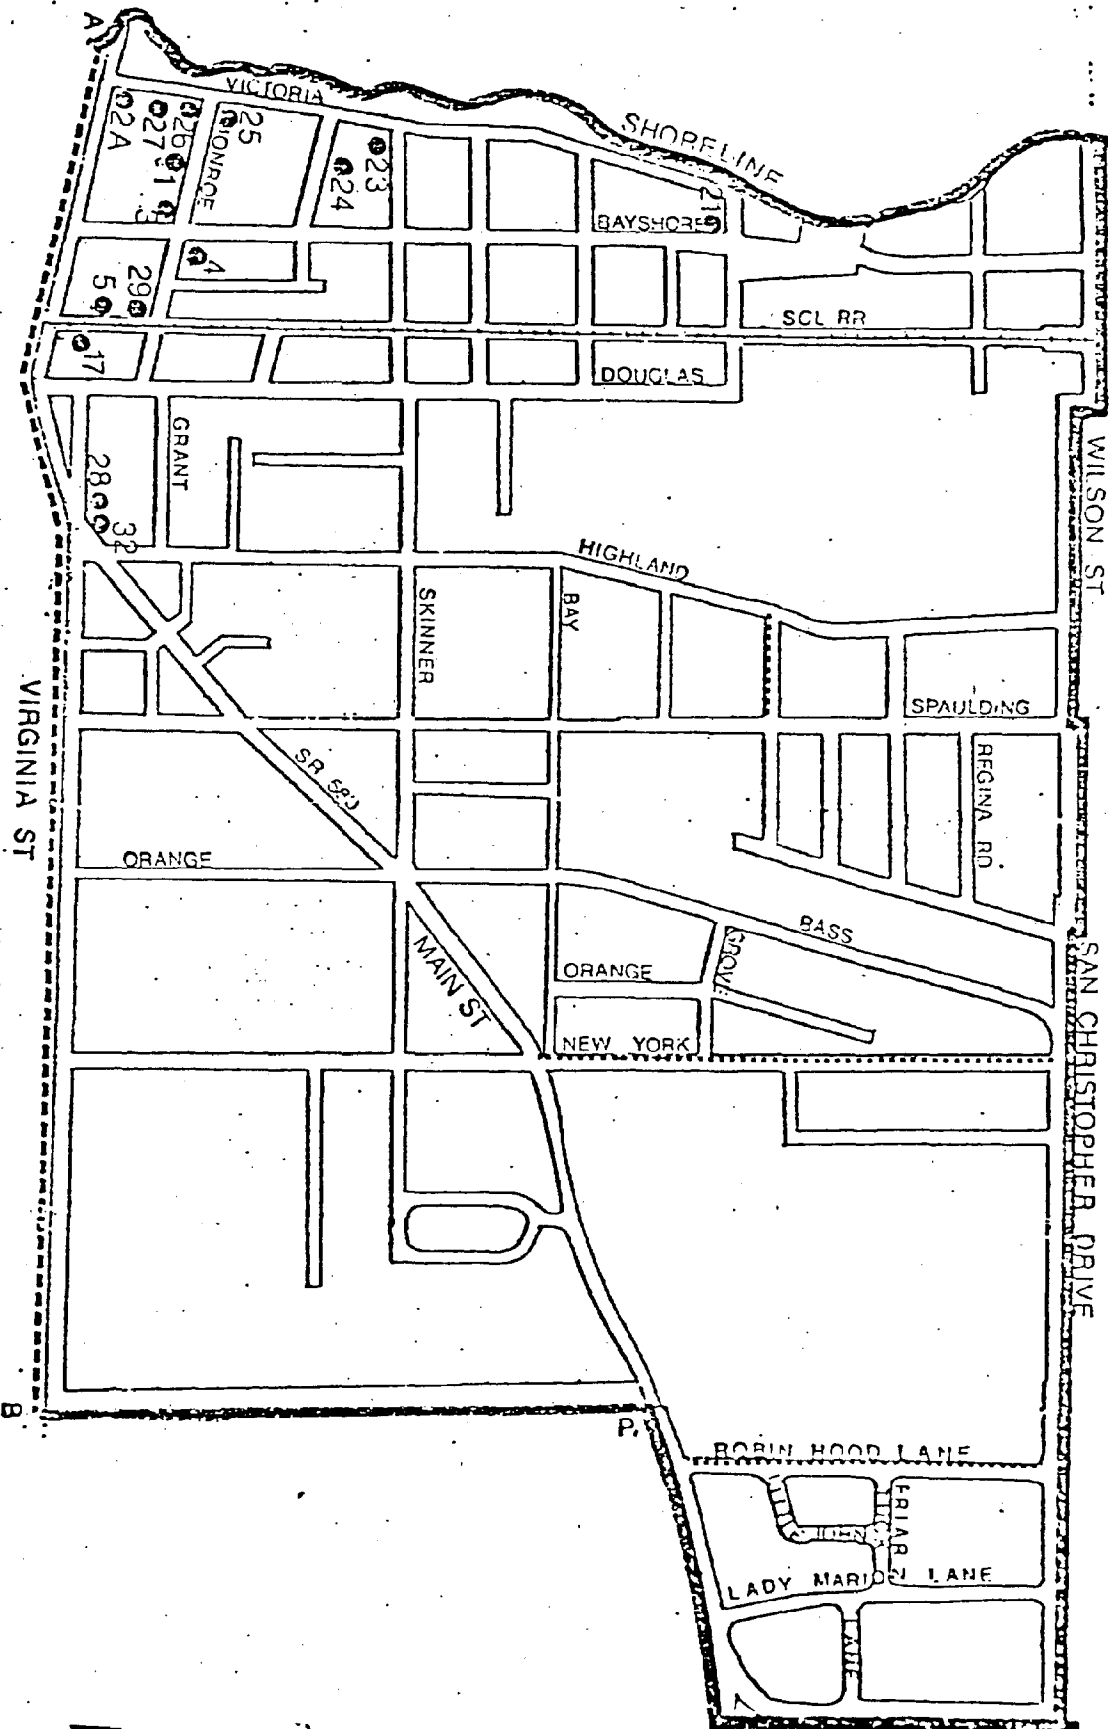 A
VICTORIA
SHORELINE
25
26
27
2A
1
3
MONROE
23
24
21
BAYSHORE
4
29
5
17
SCL RR
DOUGLAS
WILSON ST
GRANT
28
32
HIGHLAND
SKINNER
BAY
SPAULDING
VIRGINIA ST
SR 580
REGINA RD
ORANGE
BASS
MAIN ST
ORANGE
GROVE
NEW YORK
SAN CHRISTOPHER DRIVE
B
P.
ROBIN HOOD LANE
FRIAR
JOHN
LADY MARION LANE
LANE